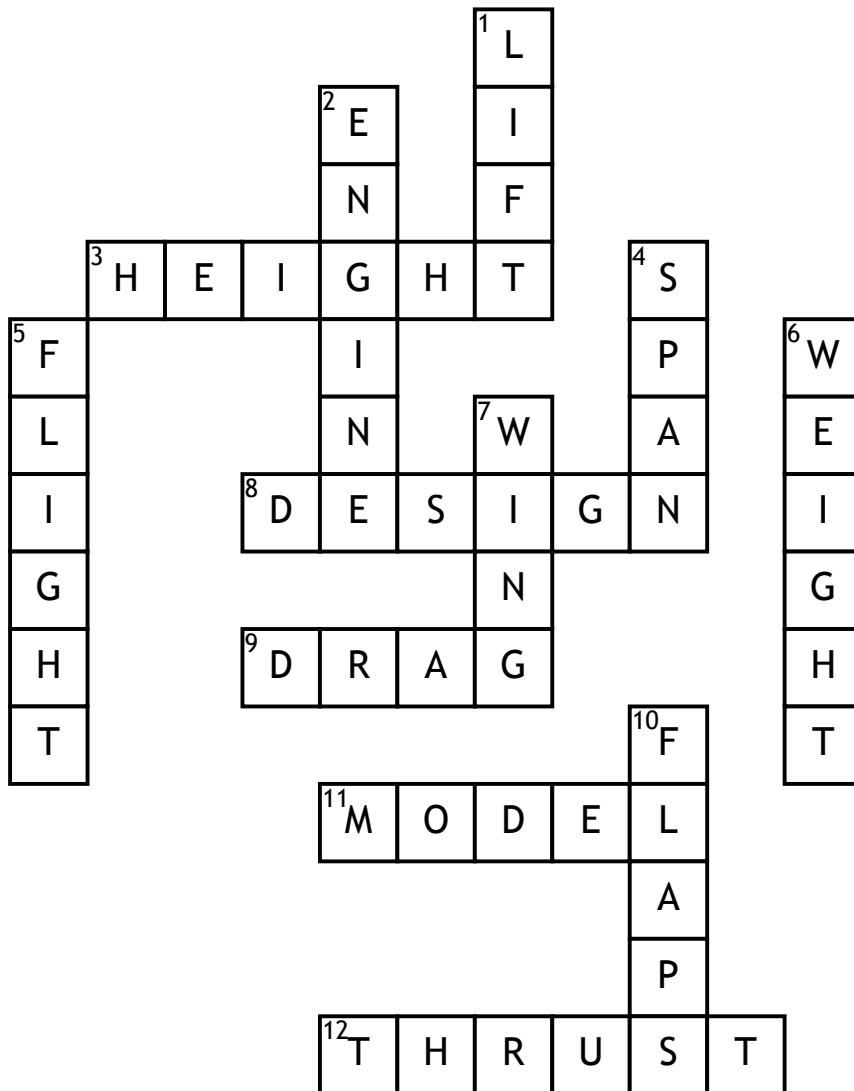 1 L
2 E I
N F
3 H E I G H T 4 S
5 F I P 6 W
L N 7 W A E
I 8 D E S I G N I
G N G
H 9 D R A G H
T 10 F T
11 M O D E L
A
P
12 T H R U S T